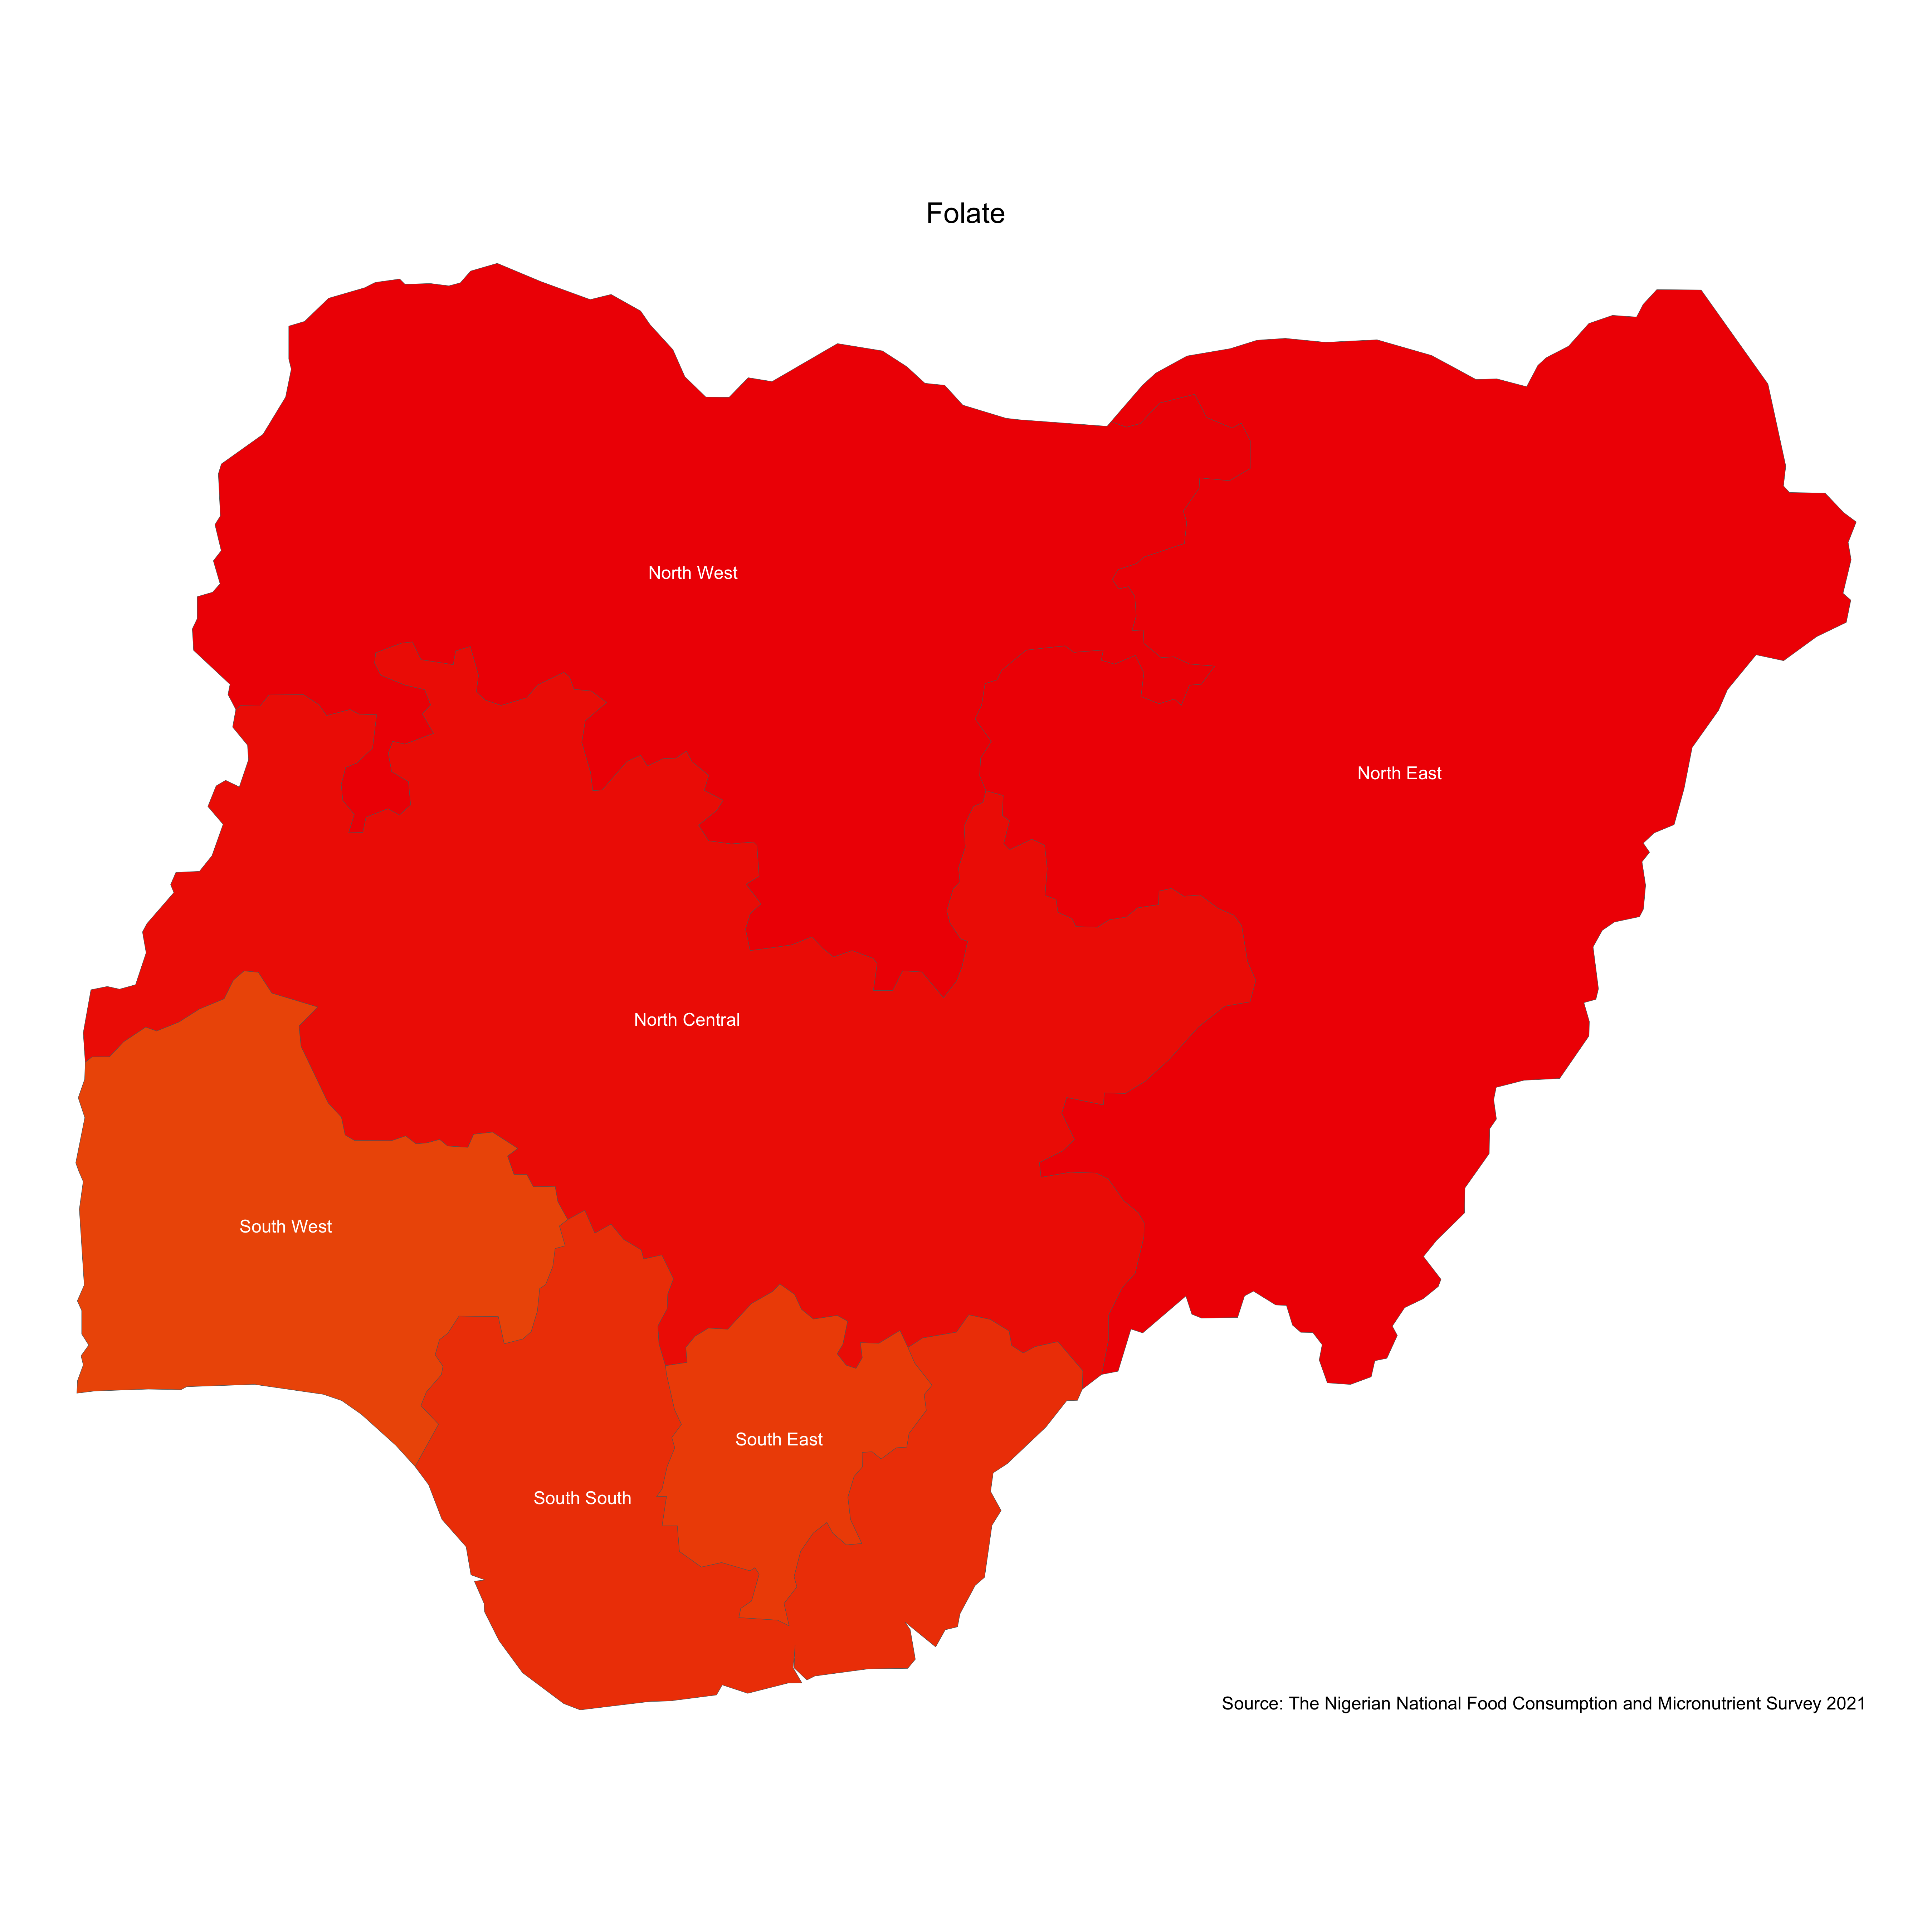 Folate
North West
North East
North Central
South West
South East
South South
Source: The Nigerian National Food Consumption and Micronutrient Survey 2021